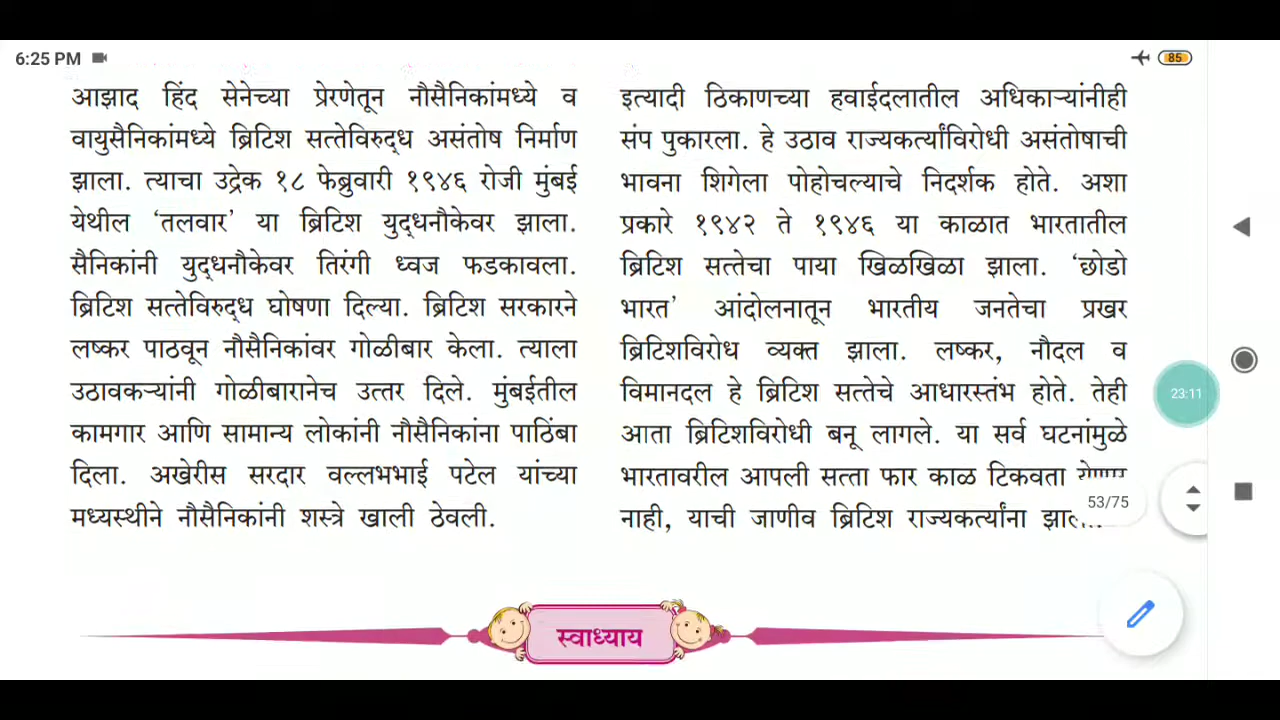 6:25 PM
85
आझाद हिंद सेनेच्या प्रेरणेतून नौसैनिकांमध्ये व
वायुसैनिकांमध्ये ब्रिटिश सत्तेविरुद्ध असंतोष निर्माण
झाला. त्याचा उद्रेक १८ फेब्रुवारी १९४६ रोजी मुंबई
येथील ‘तलवार’ या ब्रिटिश युद्धनौकेवर झाला.
सैनिकांनी युद्धनौकेवर तिरंगी ध्वज फडकावला.
ब्रिटिश सत्तेविरुद्ध घोषणा दिल्या. ब्रिटिश सरकारने
लष्कर पाठवून नौसैनिकांवर गोळीबार केला. त्याला
उठावकऱ्यांनी गोळीबारानेच उत्तर दिले. मुंबईतील
कामगार आणि सामान्य लोकांनी नौसैनिकांना पाठिंबा
दिला. अखेरीस सरदार वल्लभभाई पटेल यांच्या
मध्यस्थीने नौसैनिकांनी शस्त्रे खाली ठेवली.
इत्यादी ठिकाणच्या हवाईदलातील अधिकाऱ्यांनीही
संप पुकारला. हे उठाव राज्यकर्त्यांविरोधी असंतोषाची
भावना शिगेला पोहोचल्याचे निदर्शक होते. अशा
प्रकारे १९४२ ते १९४६ या काळात भारतातील
ब्रिटिश सत्तेचा पाया खिळखिळा झाला. ‘छोडो
भारत’ आंदोलनातून भारतीय जनतेचा प्रखर
ब्रिटिशविरोध व्यक्त झाला. लष्कर, नौदल व
विमानदल हे ब्रिटिश सत्तेचे आधारस्तंभ होते. तेही
आता ब्रिटिशविरोधी बनू लागले. या सर्व घटनांमुळे
भारतावरील आपली सत्ता फार काळ टिकवता
नाही, याची जाणीव ब्रिटिश राज्यकर्त्यांना
23:11
53/75
स्वाध्याय